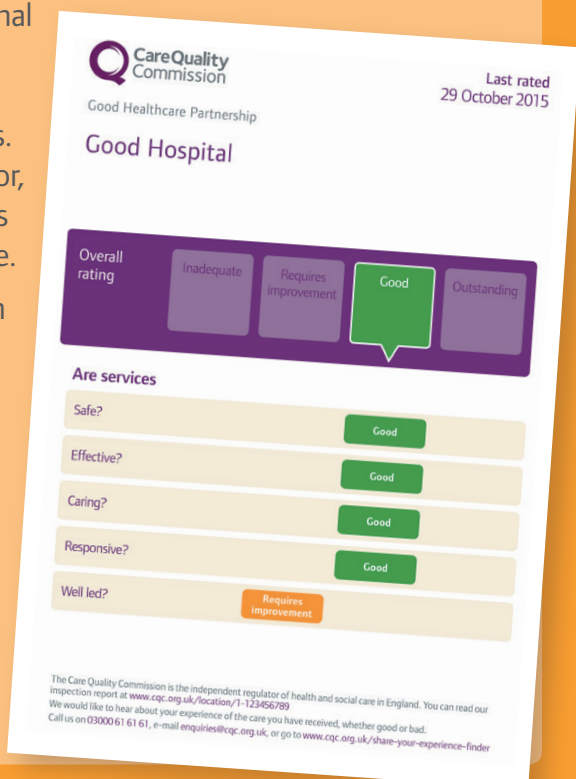 nal
s.
or,
s
e.
n
CareQuality
Commission
Last rated
29 October 2015
Good Healthcare Partnership
Good Hospital
Overall
rating
Inadequate
Requires
improvement
Good
Outstanding
Are services
Safe?
Good
Effective?
Good
Caring?
Good
Responsive?
Good
Well led?
Requires
improvement
The Care Quality Commission is the independent regulator of health and social care in England. You can read our
inspection report at www.cqc.org.uk/location/1-123456789
We would like to hear about your experience of the care you have received, whether good or bad.
Call us on 03000 61 61 61, e-mail enquiries@cqc.org.uk, or go to www.cqc.org.uk/share-your-experience-finder